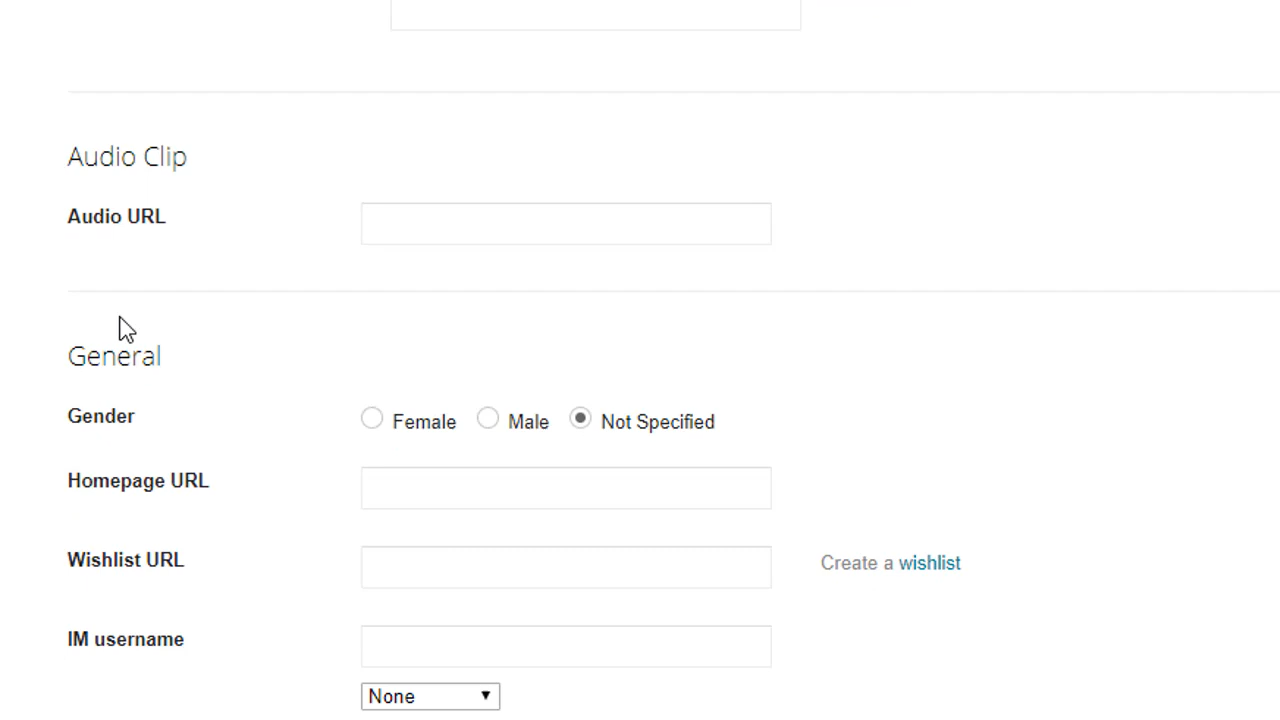 Audio Clip
Audio URL
General
Gender Female Male Not Specified
Homepage URL
Wishlist URL Create a wishlist
IM username
None